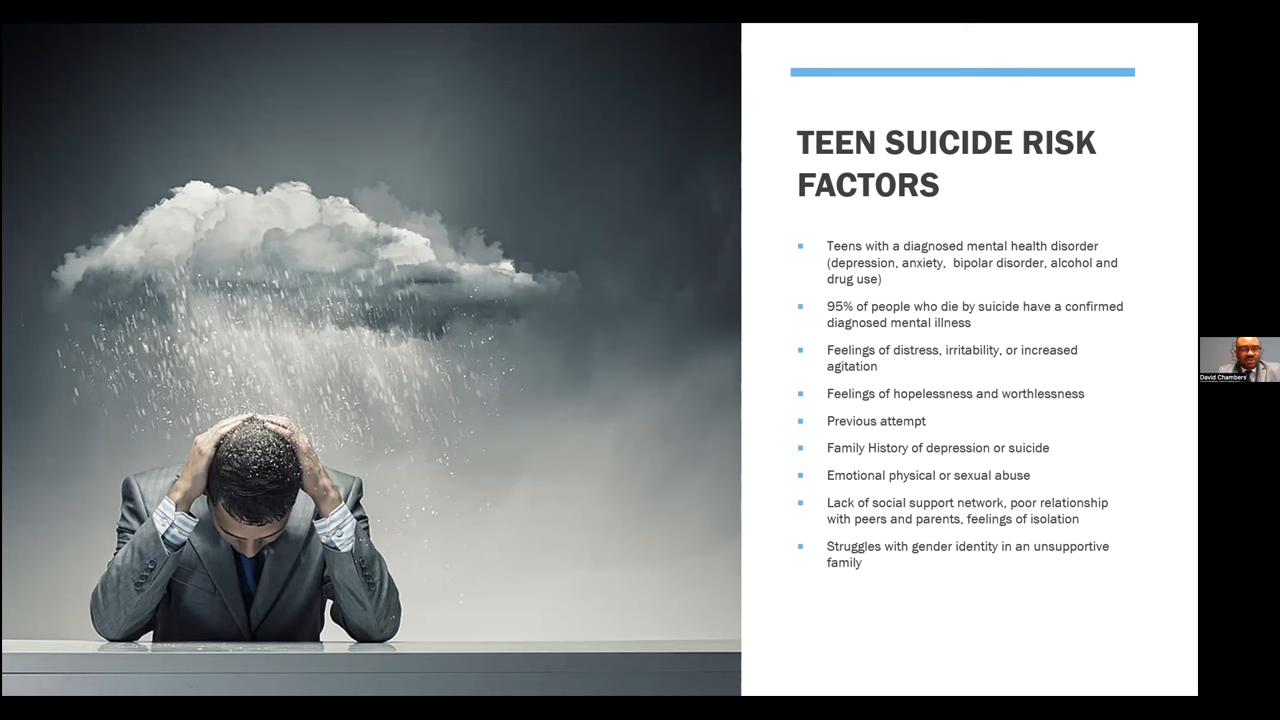 TEEN SUICIDE RISK
FACTORS
Teens with a diagnosed mental health disorder
(depression, anxiety,  bipolar disorder, alcohol and
drug use)
95% of people who die by suicide have a confirmed
diagnosed mental illness
Feelings of distress, irritability, or increased
agitation
Feelings of hopelessness and worthlessness
Previous attempt
Family History of depression or suicide
Emotional physical or sexual abuse
Lack of social support network, poor relationship
with peers and parents, feelings of isolation
Struggles with gender identity in an unsupportive
family
David Chambers